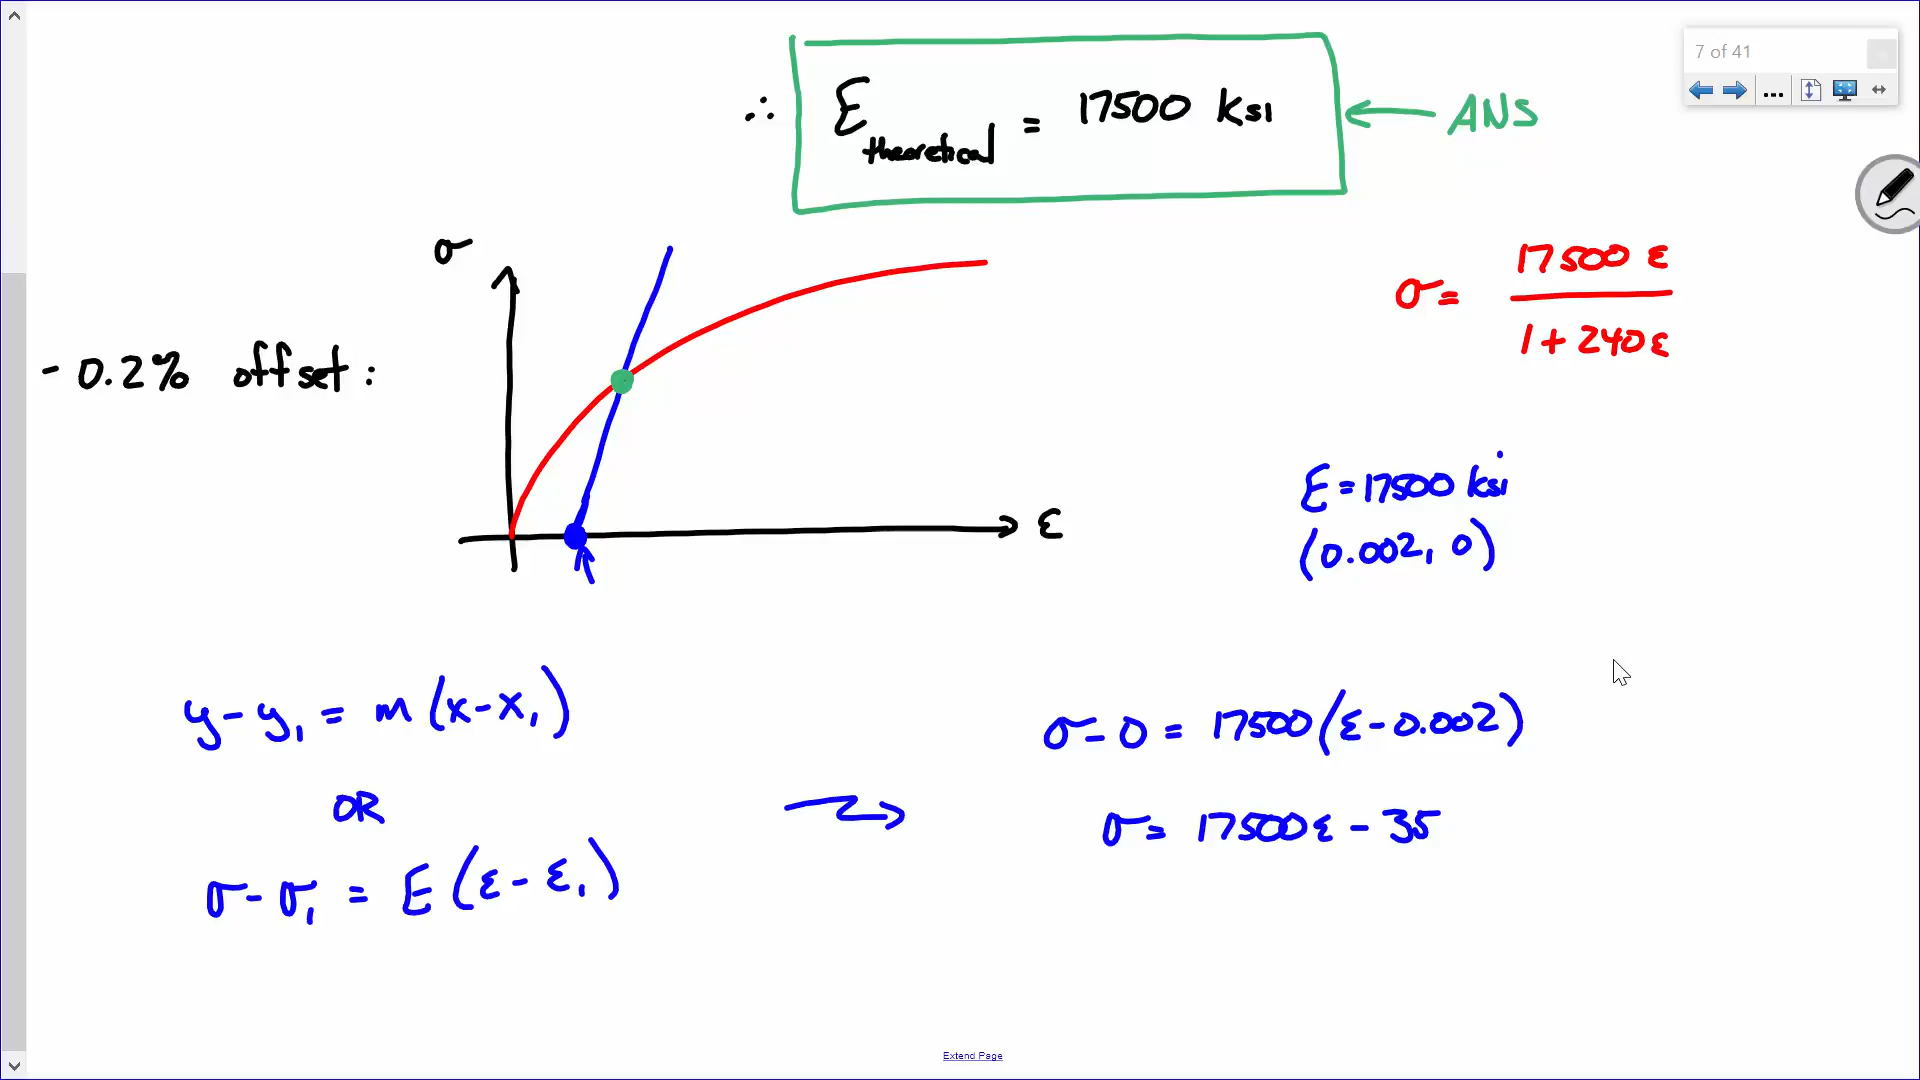 7 of 41
...
∴ E theoretical = 17500 ksi ← ANS
σ
σ = 17500 ε / 1 + 240 ε
- 0.2% offset :
E = 17500 ksi
ε
(0.002, 0)
y - y₁ = m (x - x₁)
σ - 0 = 17500 (ε - 0.002)
OR
σ = 17500 ε - 35
σ - σ₁ = E (ε - ε₁)
Extend Page